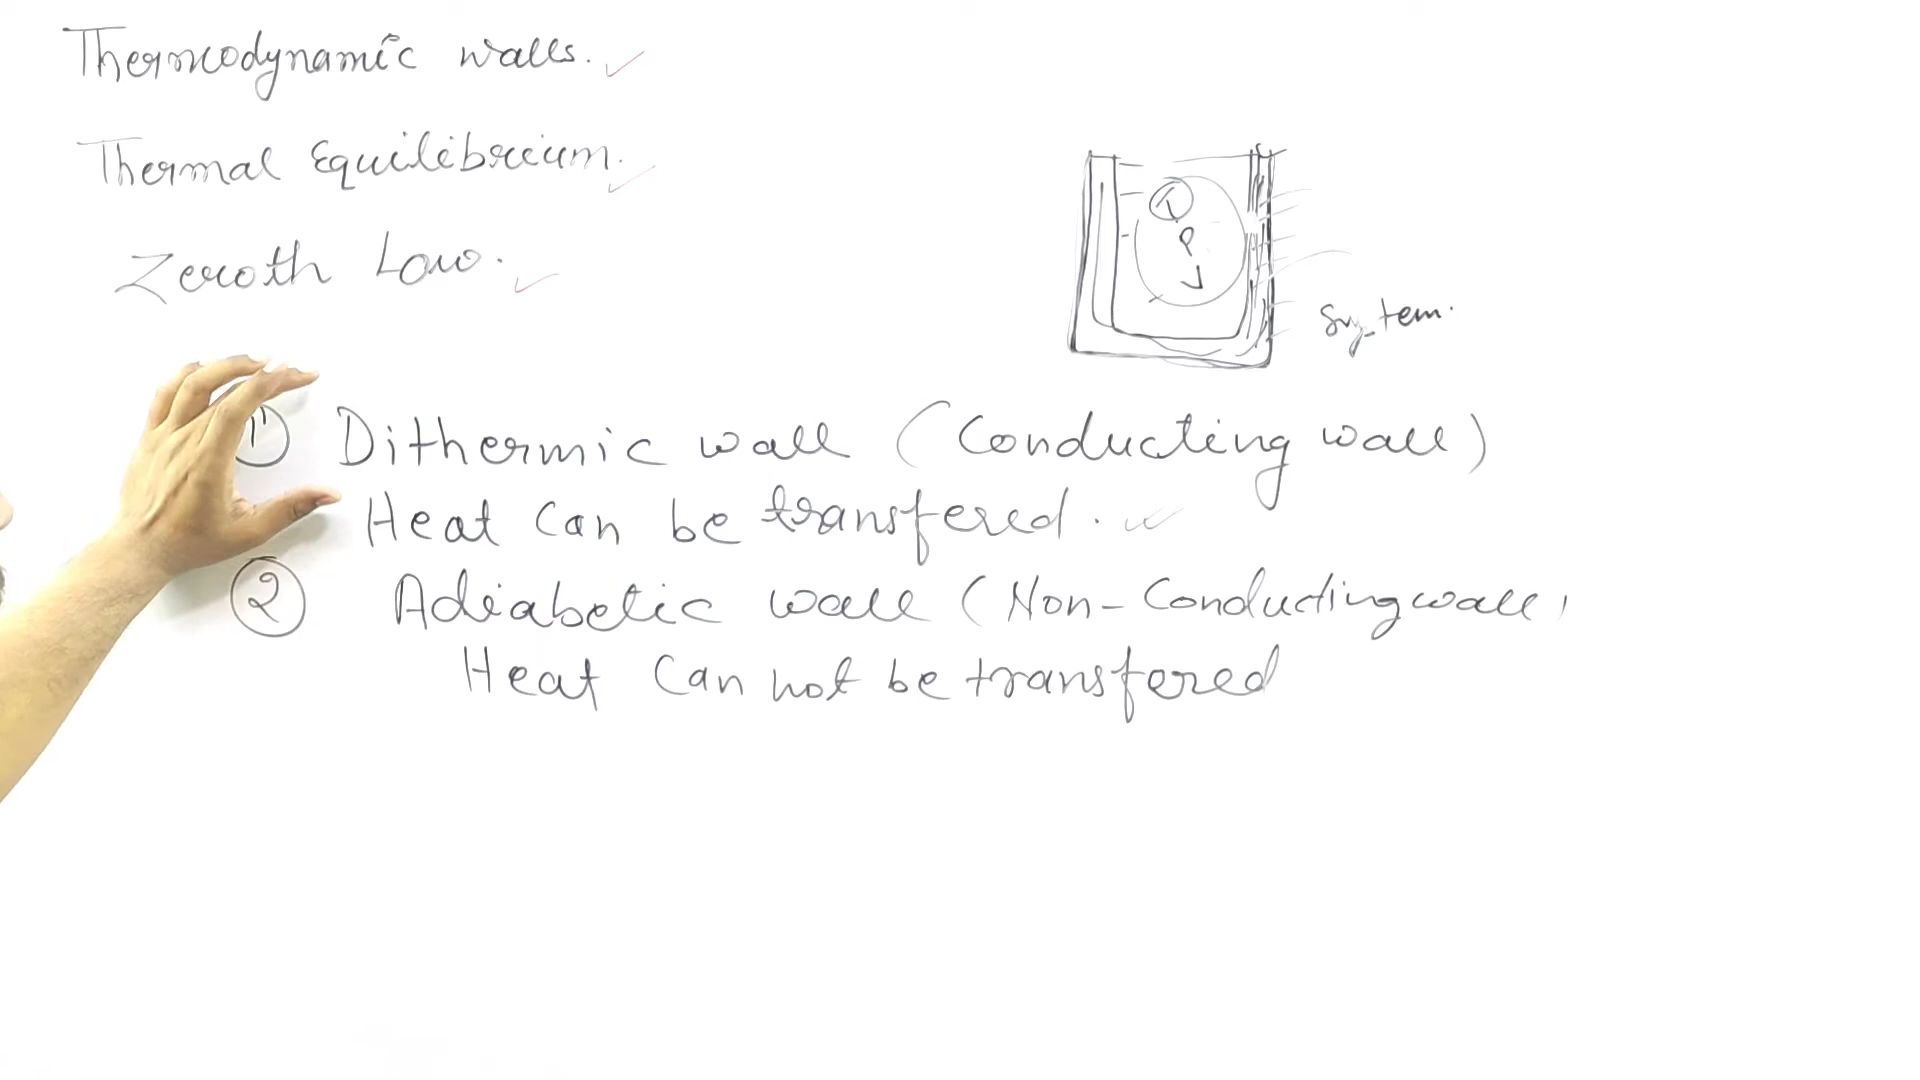 Thermodynamic walls.
Thermal Equilibrium.
Zeroth Law.
T
P
System.
1 Dithermic wall (Conducting wall)
Heat Can be transfered.
2 Adiabetic wall (Non-Conducting wall)
Heat Can not be transfered